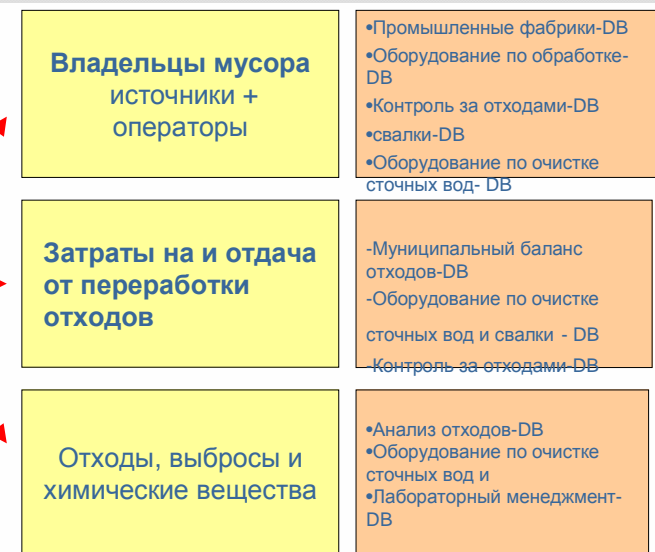 Владельцы мусора
источники +
операторы
•Промышленные фабрики-DB
•Оборудование по обработке-
DB
•Контроль за отходами-DB
•свалки-DB
•Оборудование по очистке
сточных вод- DB
Затраты на и отдача
от переработки
отходов
-Муниципальный баланс
отходов-DB
-Оборудование по очистке
сточных вод и свалки - DB
-Контроль за отходами-DB
Отходы, выбросы и
химические вещества
•Анализ отходов-DB
•Оборудование по очистке
сточных вод и
•Лабораторный менеджмент-
DB